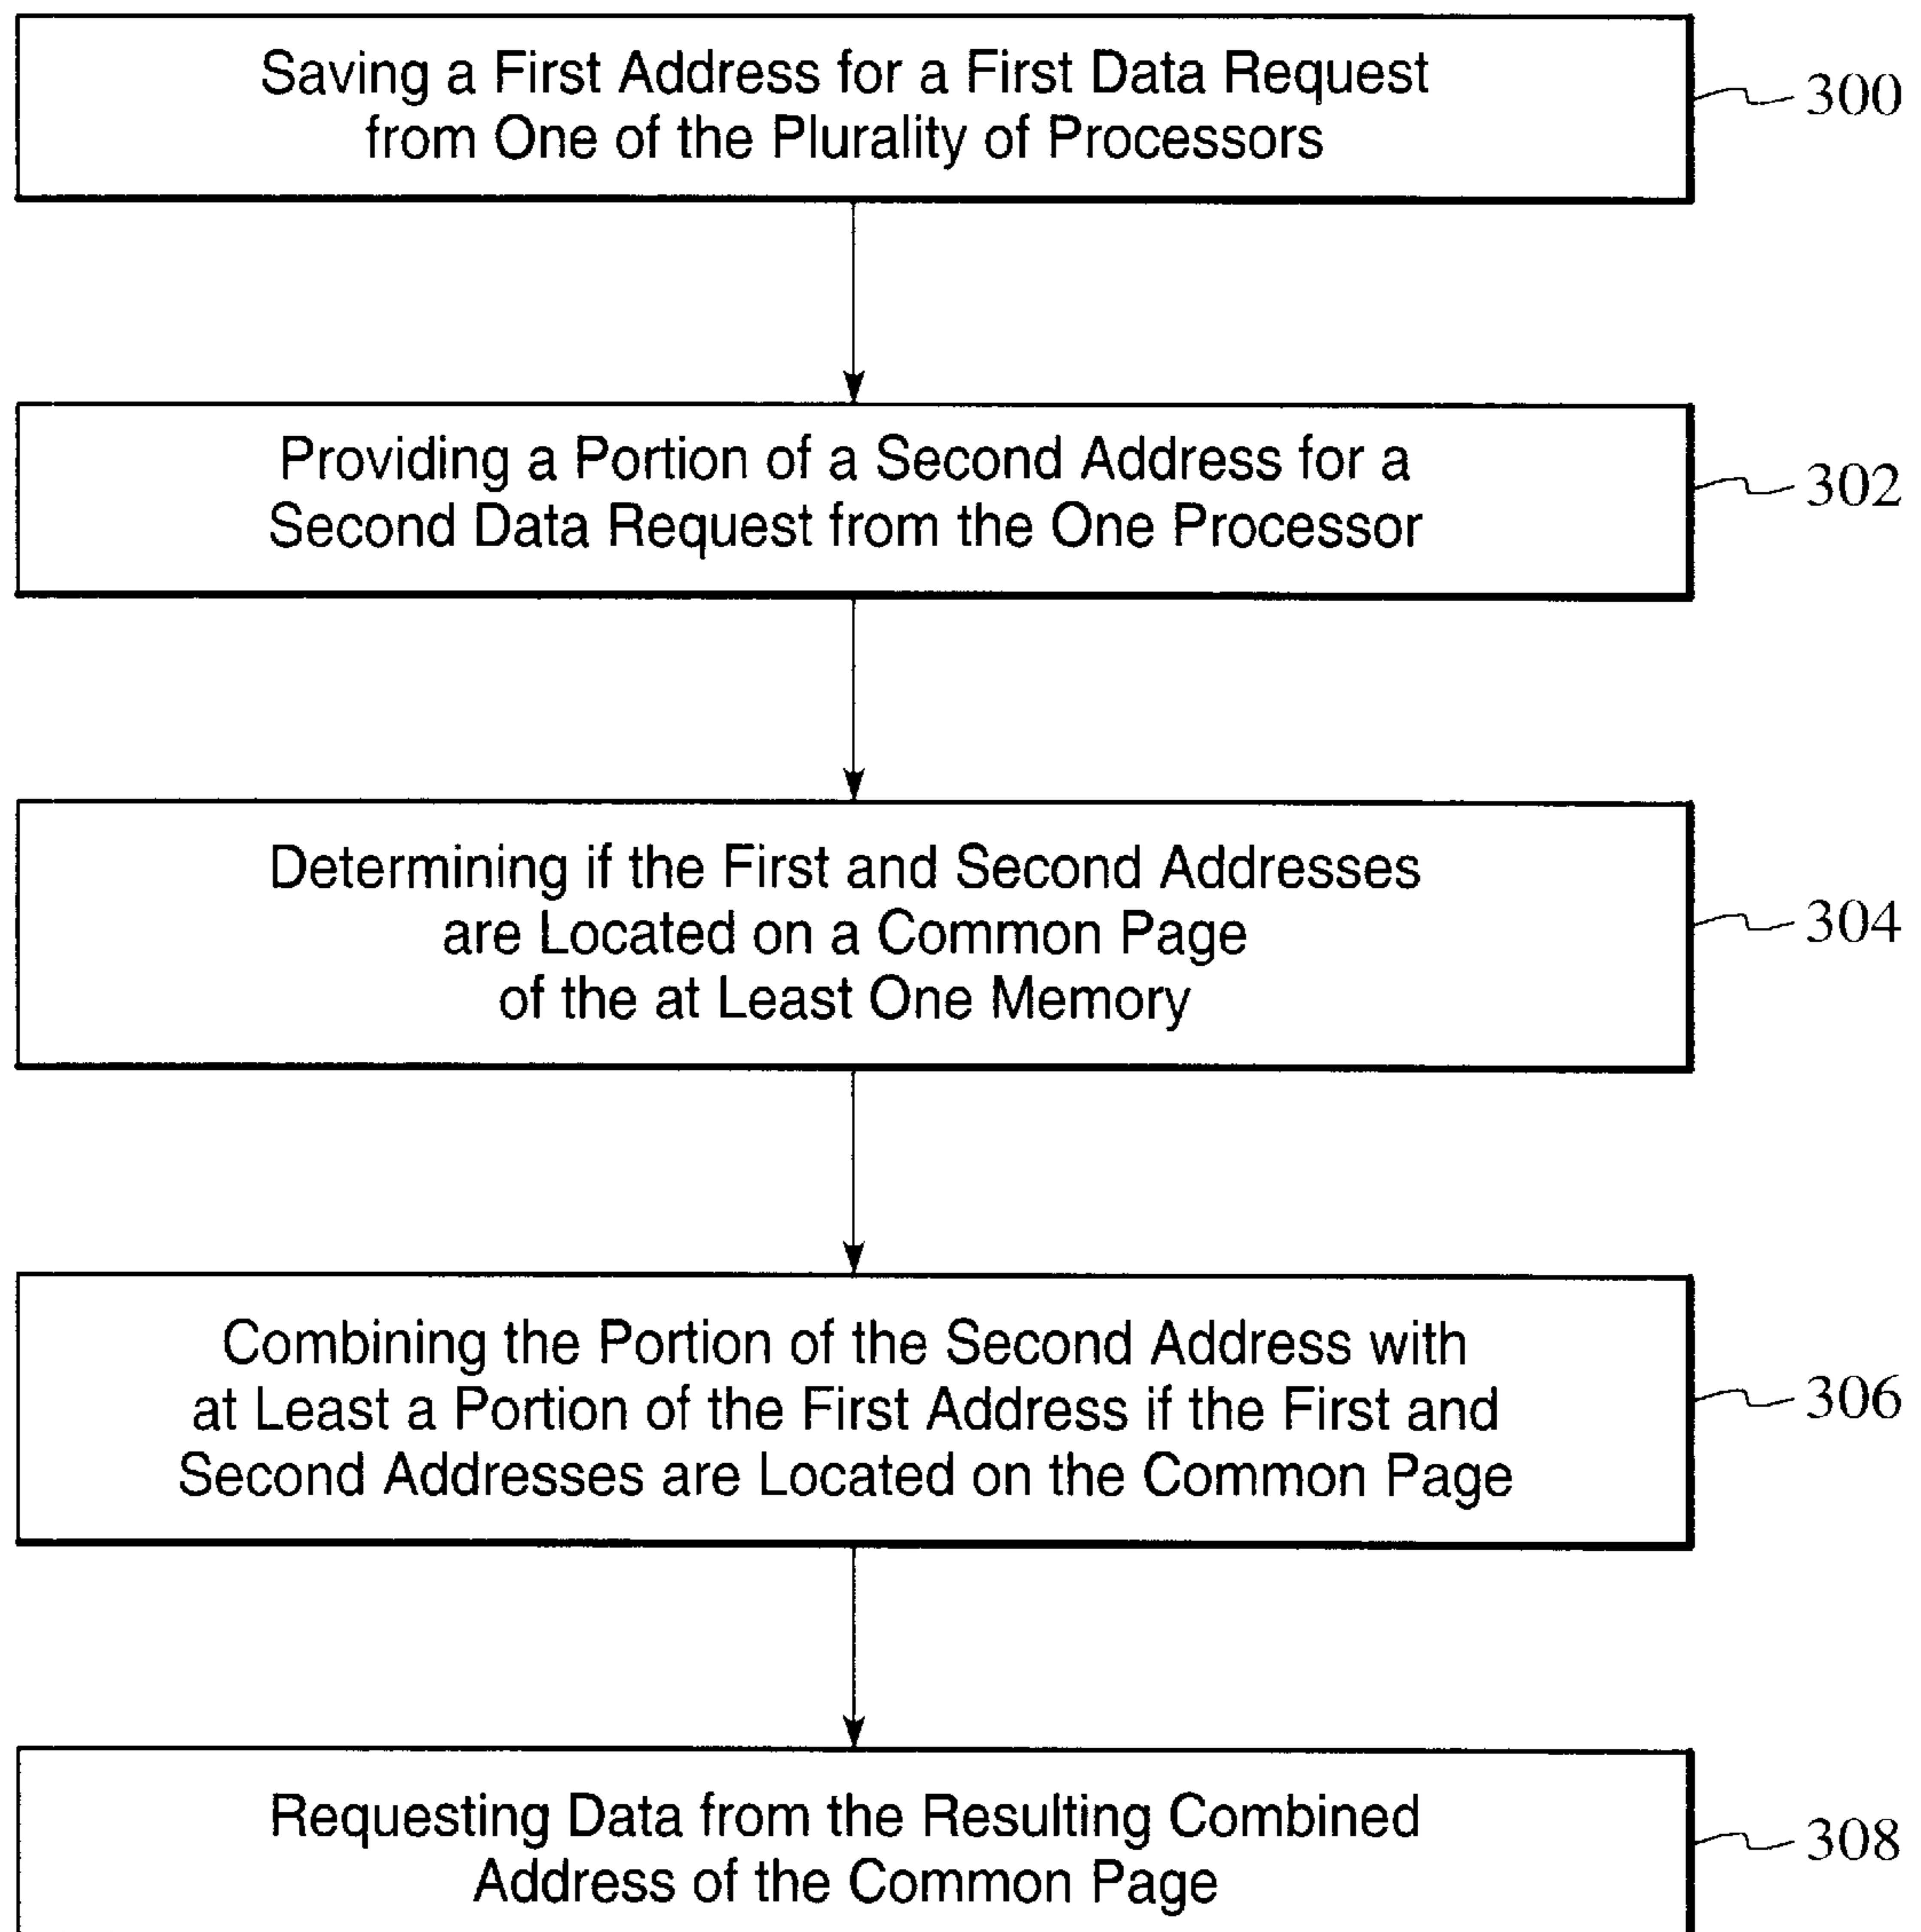 Saving a First Address for a First Data Request
from One of the Plurality of Processors
300
Providing a Portion of a Second Address for a
Second Data Request from the One Processor
302
Determining if the First and Second Addresses
are Located on a Common Page
of the at Least One Memory
304
Combining the Portion of the Second Address with
at Least a Portion of the First Address if the First and
Second Addresses are Located on the Common Page
306
Requesting Data from the Resulting Combined
Address of the Common Page
308